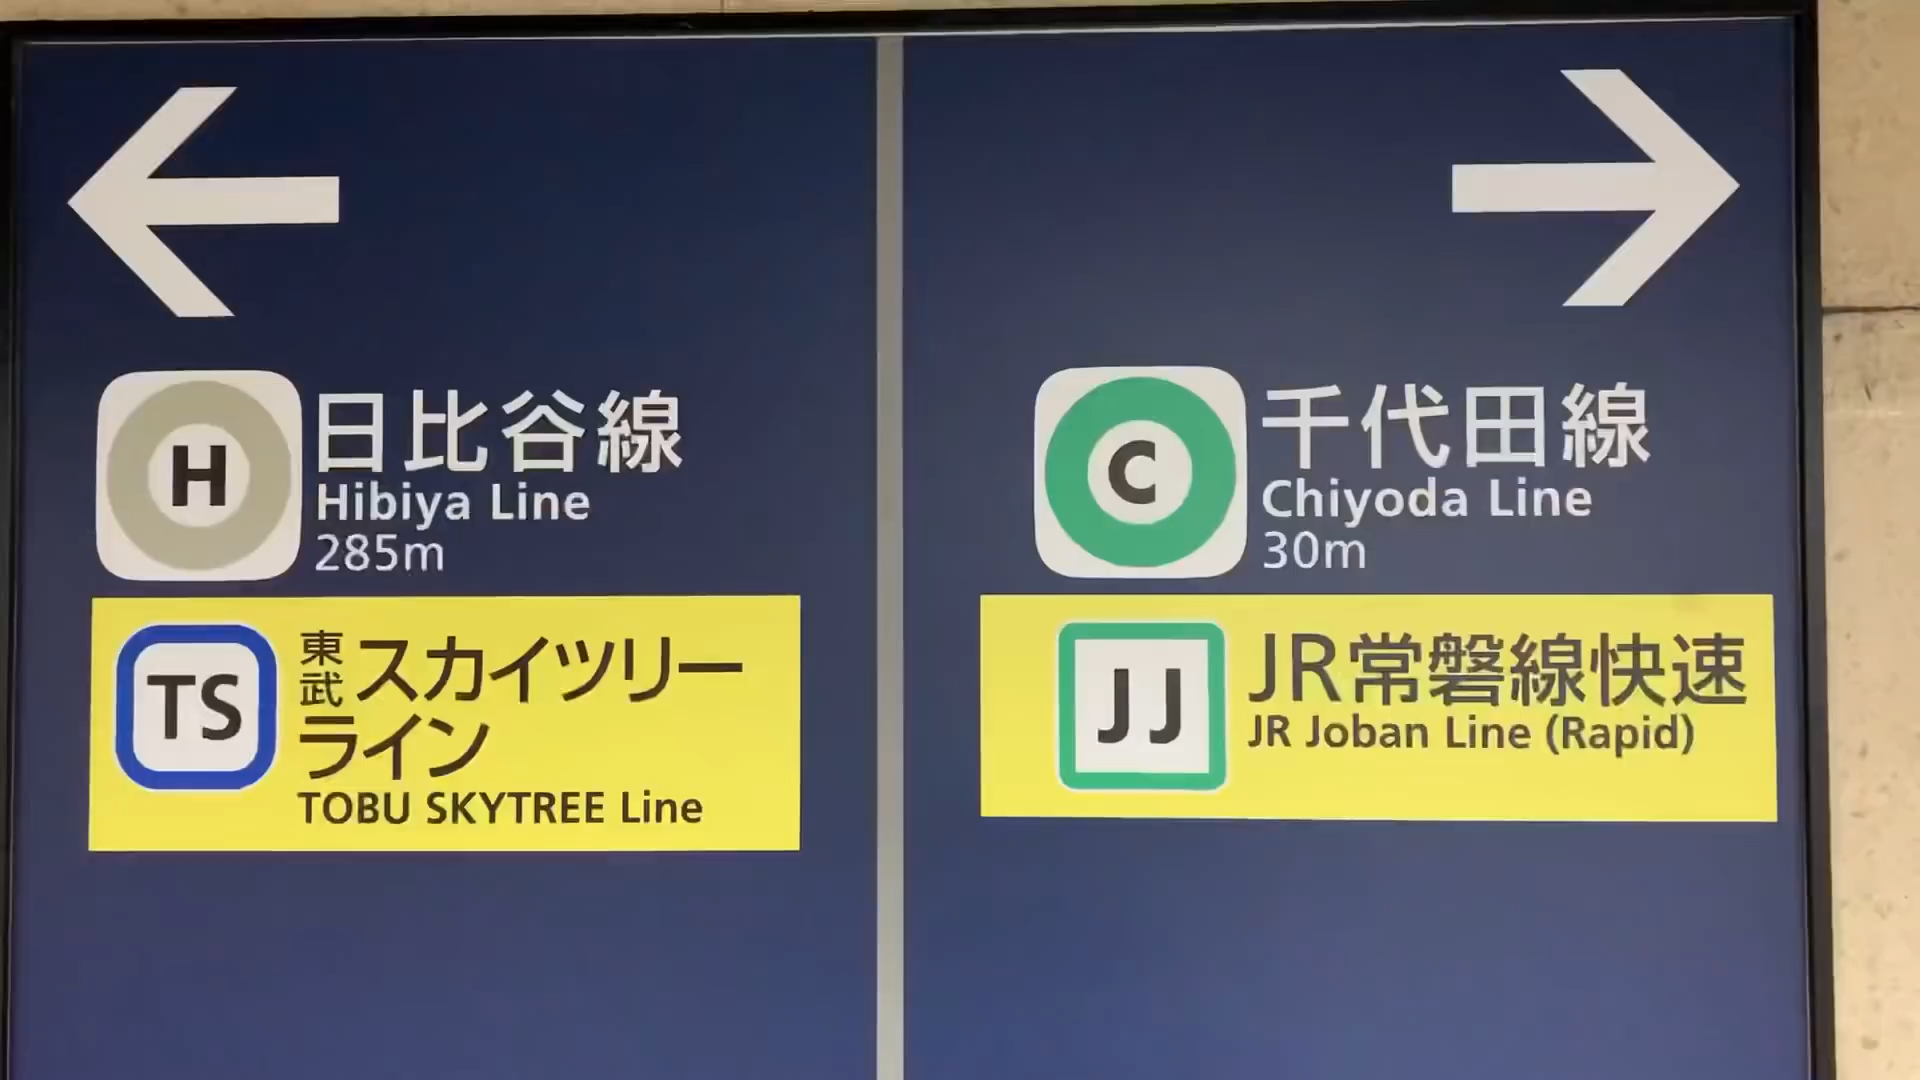 H
日比谷線
Hibiya Line
285m
TS
東武スカイツリー
ライン
TOBU SKYTREE Line
C
千代田線
Chiyoda Line
30m
JJ
JR常磐線快速
JR Joban Line (Rapid)